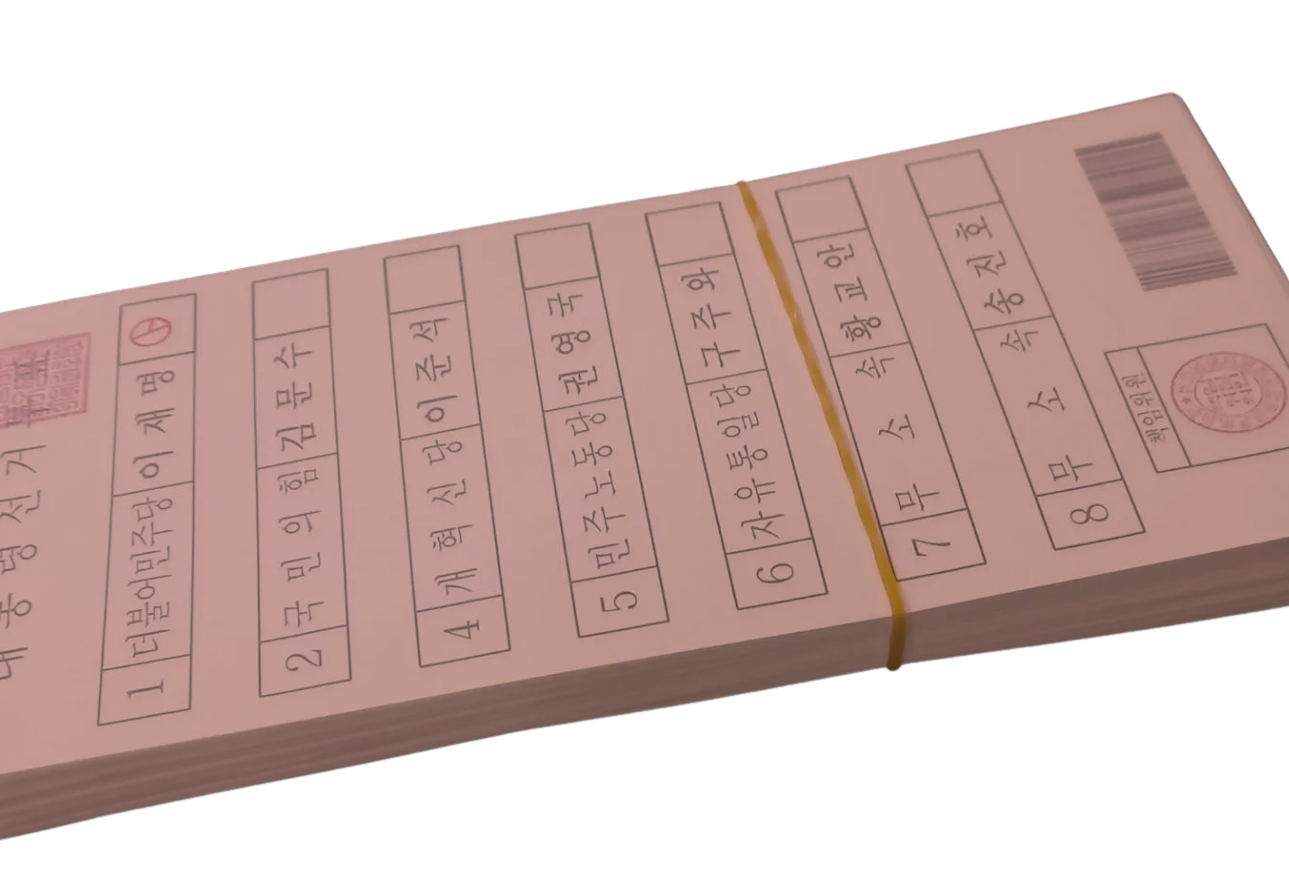 대통령선거
1 더불어민주당 이재명
2 국민의힘 김문수
4 개혁신당 이준석
5 민주노동당 권영국
6 자유통일당 구주와
7 무소속 황교안
8 무소속 송진호
책임위원